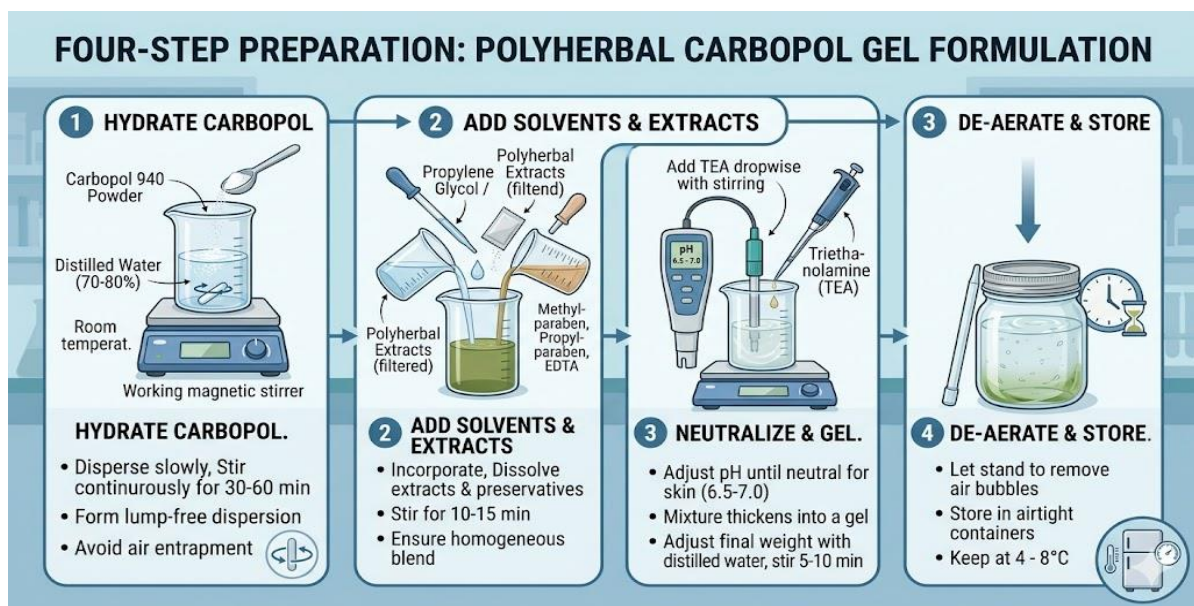 FOUR-STEP PREPARATION: POLYHERBAL CARBOPOL GEL FORMULATION
1 HYDRATE CARBOPOL
Carbopol 940
Powder
Distilled Water
(70-80%)
Room
temperat.
Working magnetic stirrer
HYDRATE CARBOPOL.
• Disperse slowly, Stir
continurously for 30-60 min
• Form lump-free dispersion
• Avoid air entrapment
2 ADD SOLVENTS & EXTRACTS
Propylene
Glycol /
Polyherbal
Extracts
(filtend)
Polyherbal
Extracts
(filtered)
Methyl-
paraben,
Propyl-
paraben,
EDTA
2 ADD SOLVENTS &
EXTRACTS
• Incorporate, Dissolve
extracts & preservatives
• Stir for 10-15 min
• Ensure homogeneous
blend
Add TEA dropwise
with stirring
pH
6.5 - 7.0
Trietha-
nolamine
(TEA)
3 NEUTRALIZE & GEL.
• Adjust pH until neutral for
skin (6.5-7.0)
• Mixture thickens into a gel
• Adjust final weight with
distilled water, stir 5-10 min
3 DE-AERATE & STORE
4 DE-AERATE & STORE.
• Let stand to remove
air bubbles
• Store in airtight
containers
• Keep at 4 - 8°C